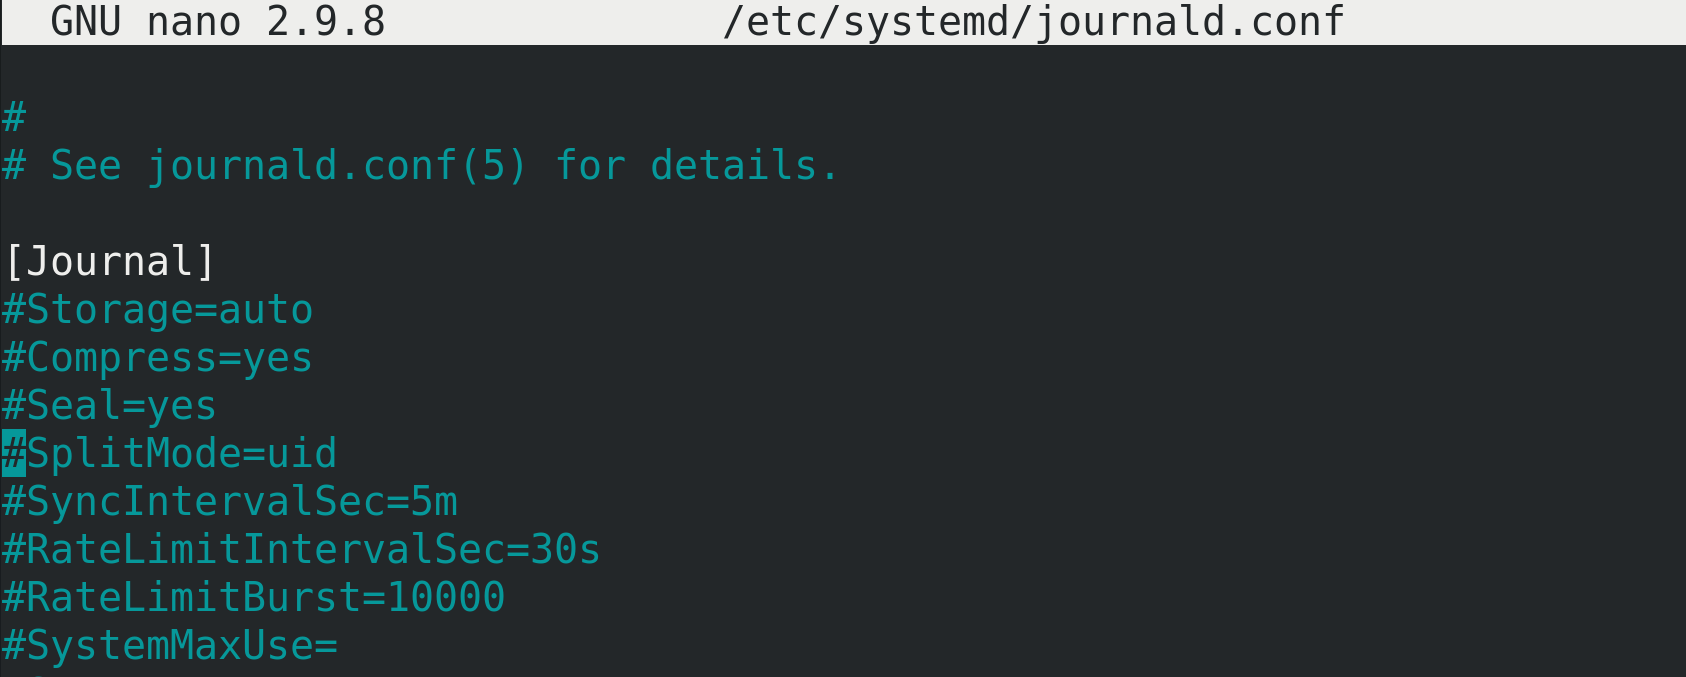 GNU nano 2.9.8 /etc/systemd/journald.conf
#
# See journald.conf(5) for details.
[Journal]
#Storage=auto
#Compress=yes
#Seal=yes
#SplitMode=uid
#SyncIntervalSec=5m
#RateLimitIntervalSec=30s
#RateLimitBurst=10000
#SystemMaxUse=